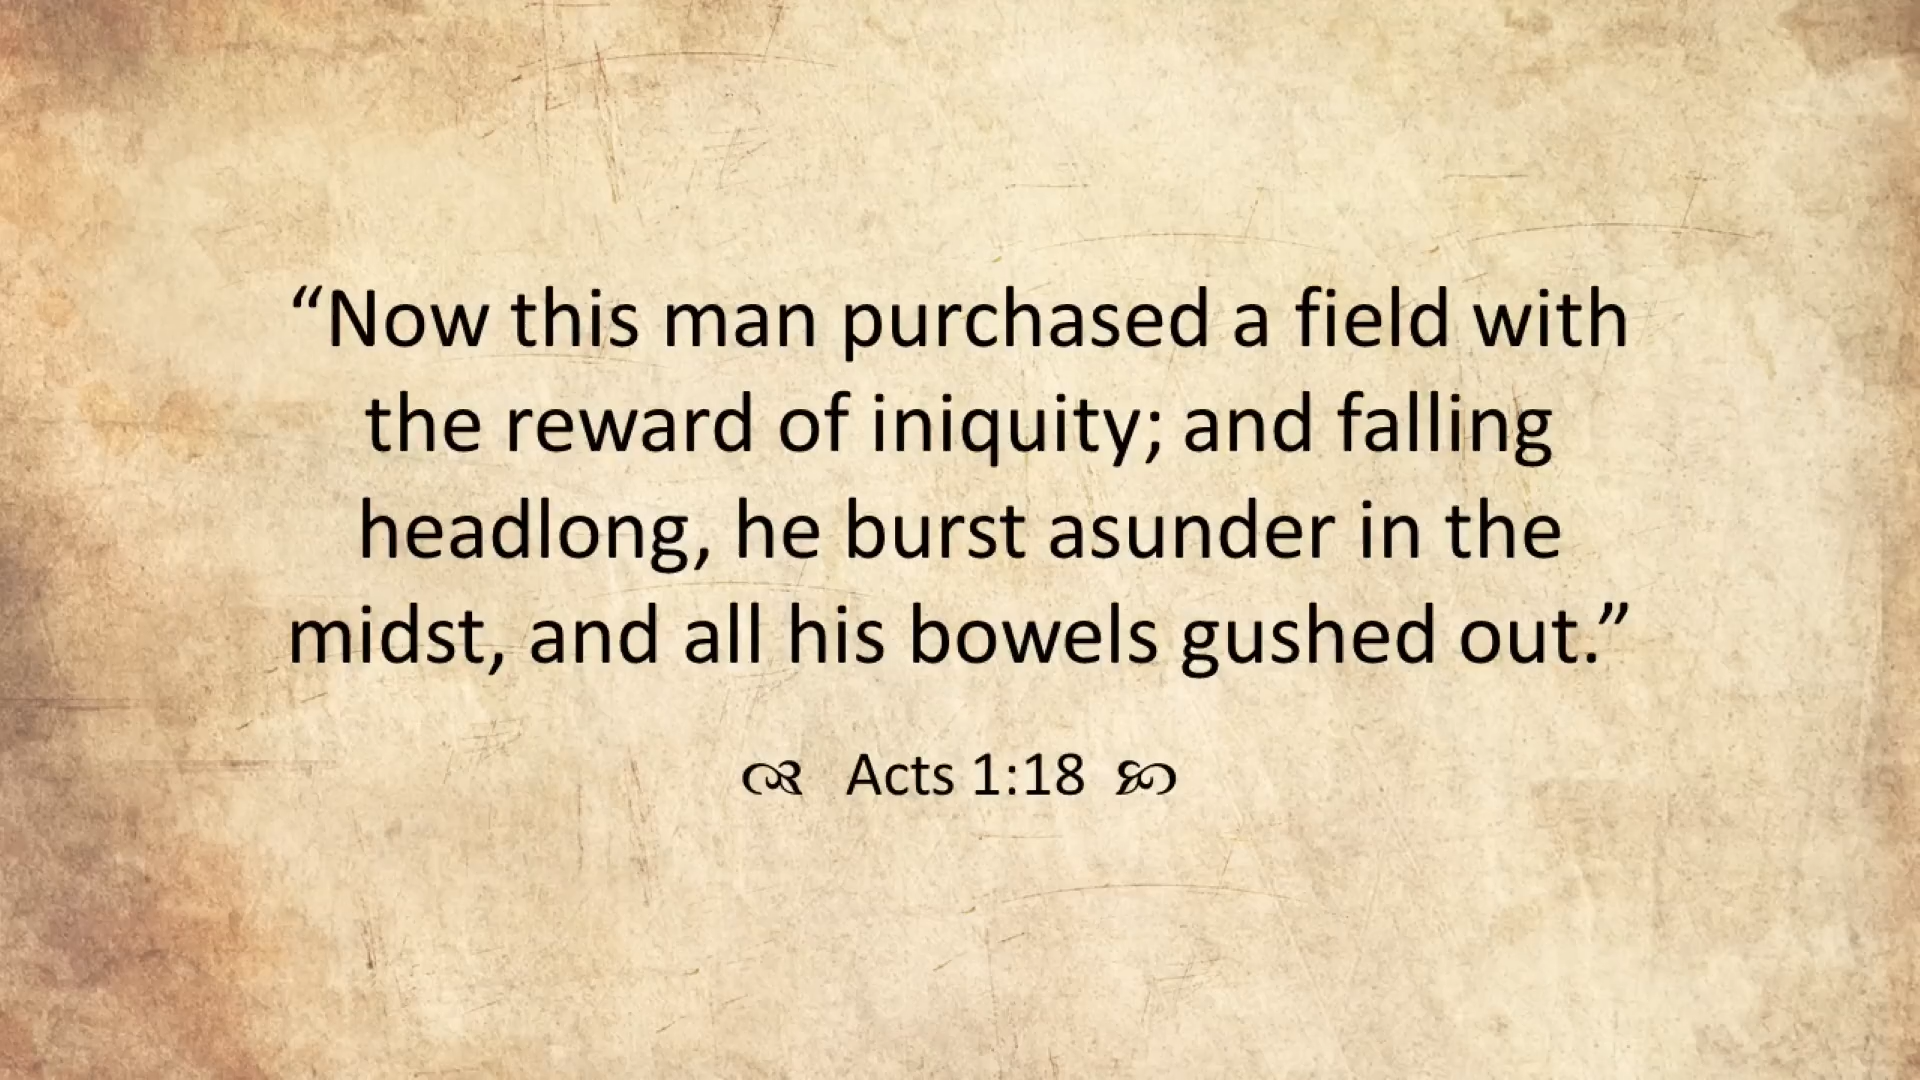 “Now this man purchased a field with
the reward of iniquity; and falling
headlong, he burst asunder in the
midst, and all his bowels gushed out.”
Acts 1:18